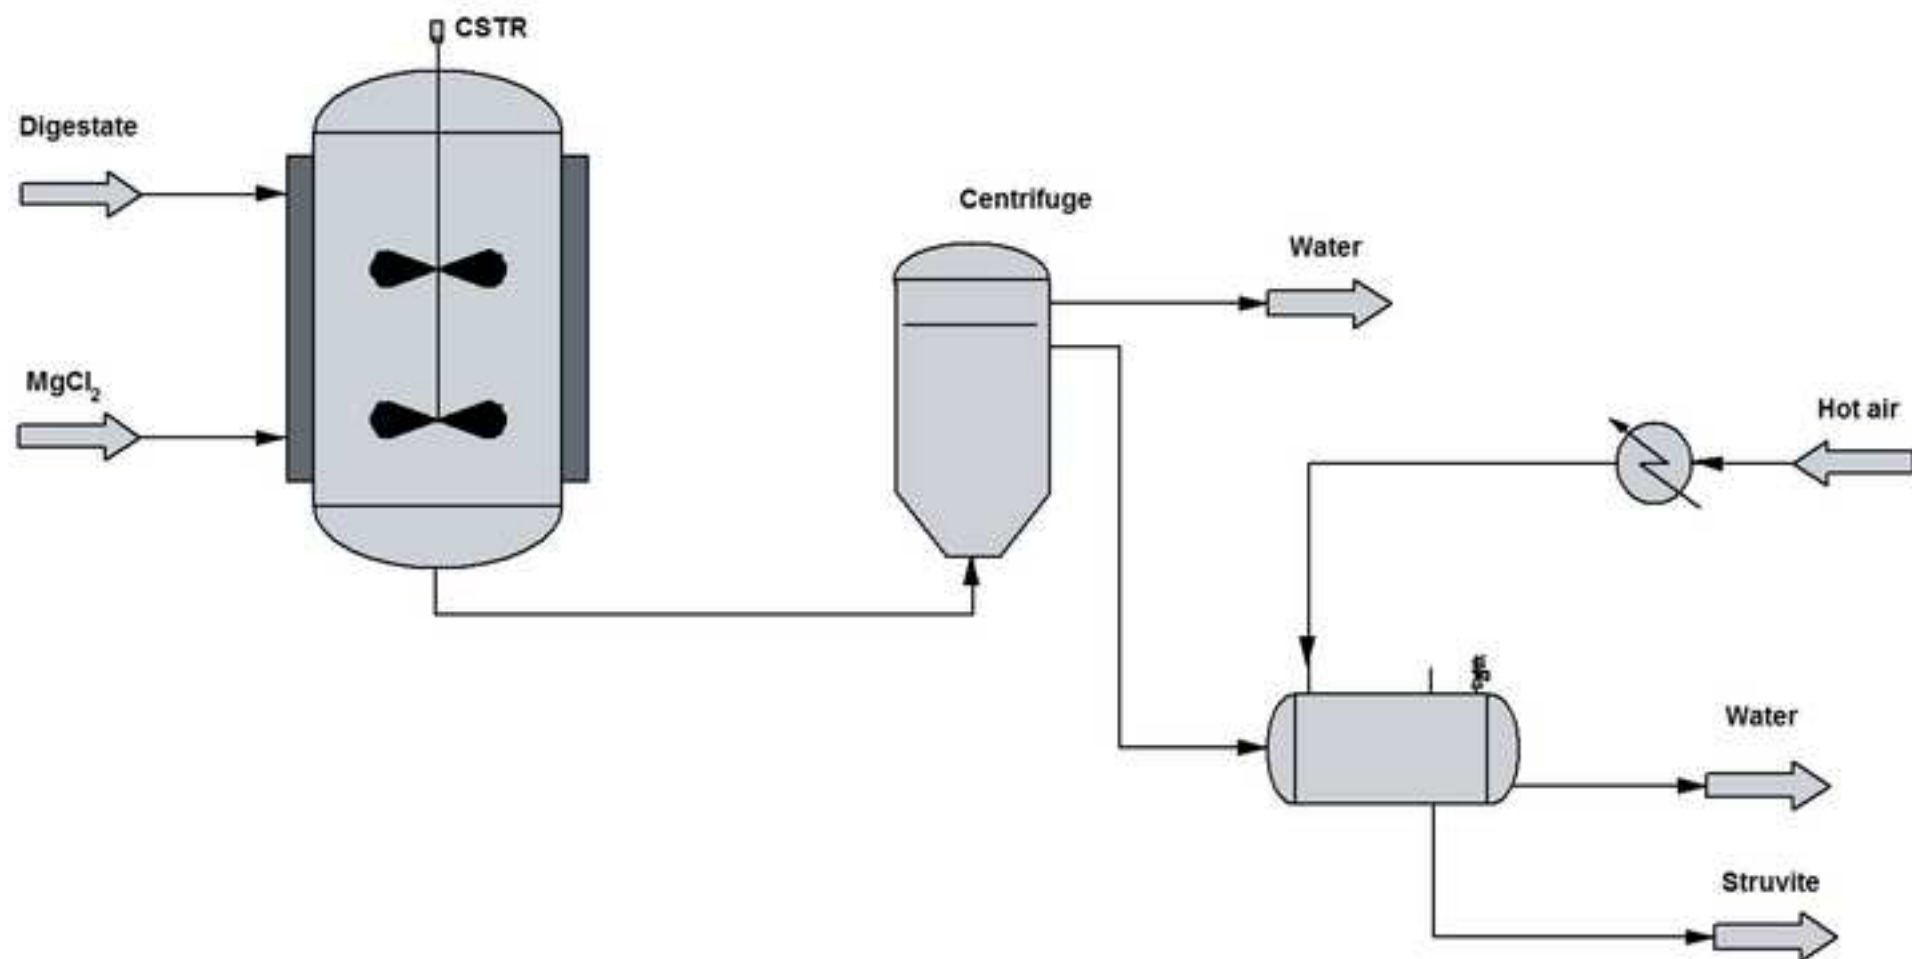 CSTR
Digestate
Centrifuge
Water
MgCl₂
Hot air
Water
Struvite